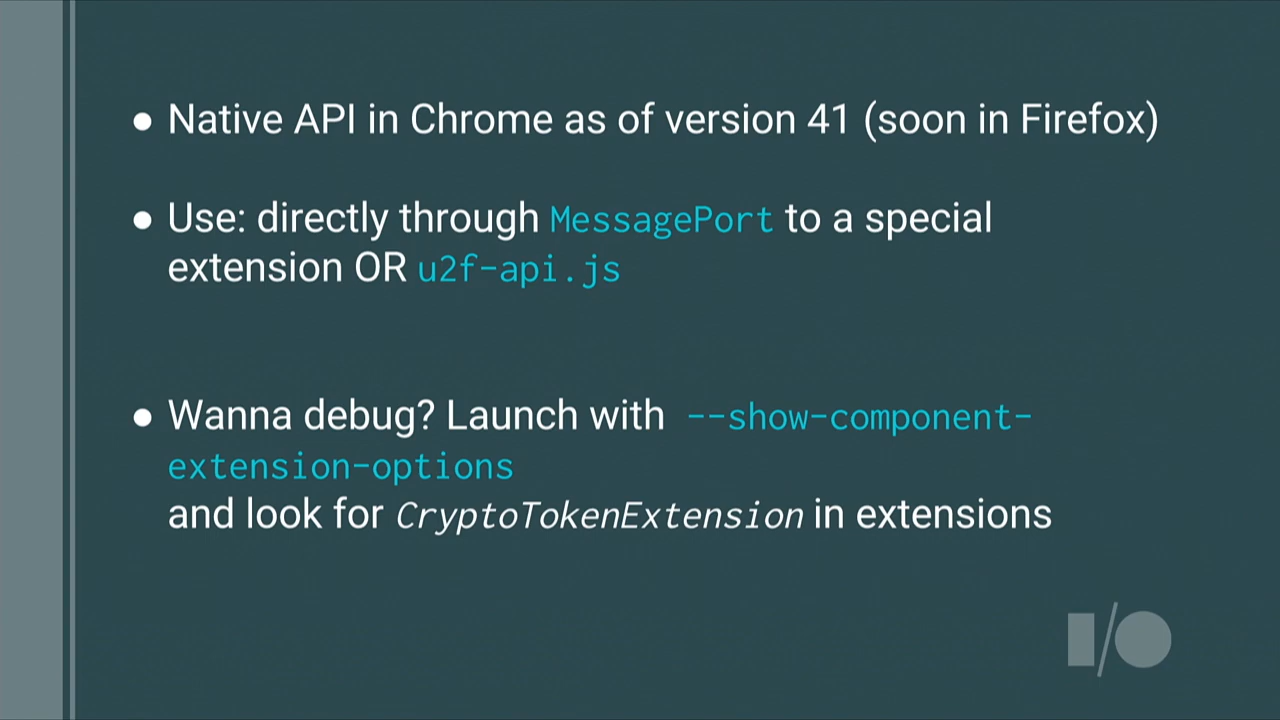 ● Native API in Chrome as of version 41 (soon in Firefox)
● Use: directly through MessagePort to a special
extension OR u2f-api.js
● Wanna debug? Launch with --show-component-
extension-options
and look for CryptoTokenExtension in extensions
I/O